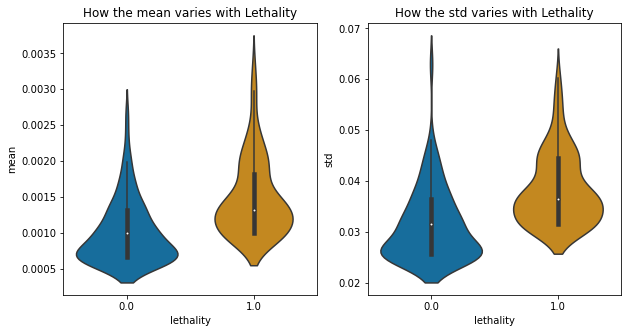 How the mean varies with Lethality
mean
0.0035
0.0030
0.0025
0.0020
0.0015
0.0010
0.0005
0.0
1.0
lethality
How the std varies with Lethality
std
0.07
0.06
0.05
0.04
0.03
0.02
0.0
1.0
lethality